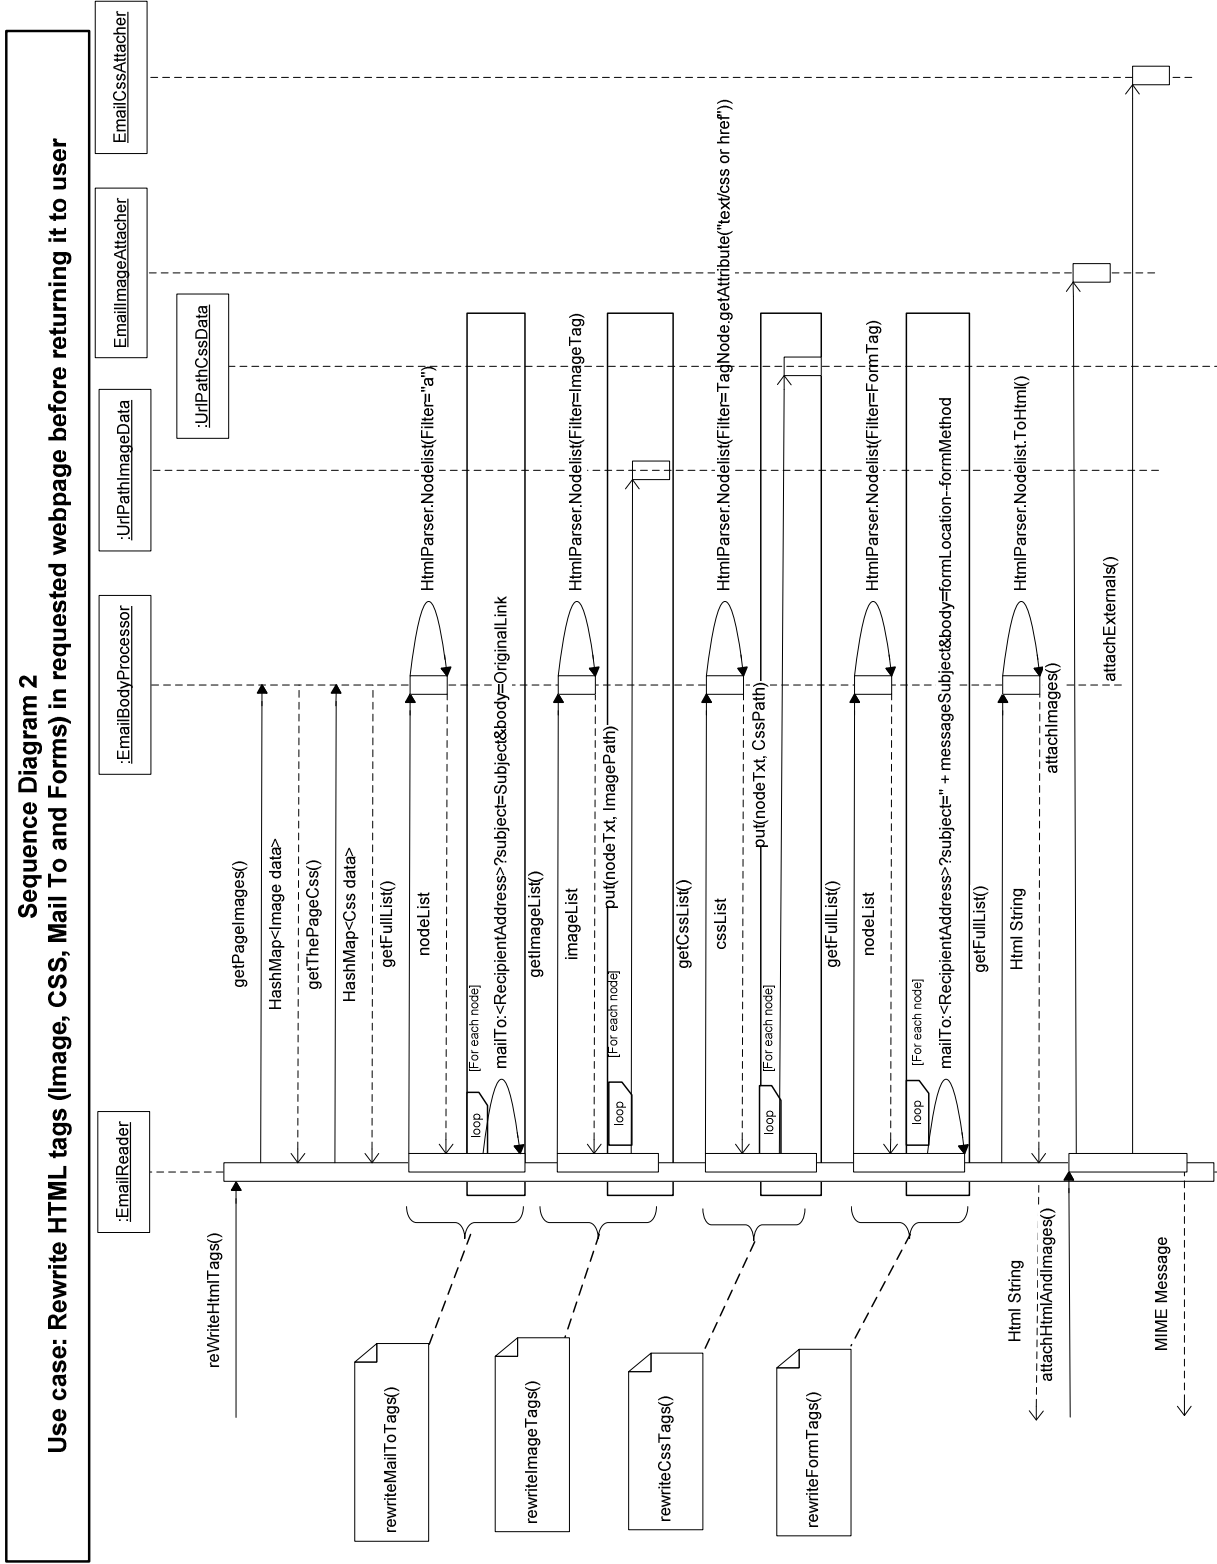 Sequence Diagram 2
Use case: Rewrite HTML tags (Image, CSS, Mail To and Forms) in requested webpage before returning it to user
:EmailReader
:EmailBodyProcessor
:UrlPathImageData
:UrlPathCssData
EmailImageAttacher
EmailCssAttacher
reWriteHtmlTags()
getPageImages()
HashMap<Image data>
getThePageCss()
HashMap<Css data>
getFullList()
HtmlParser.Nodelist(Filter="a")
nodeList
rewriteMailToTags()
loop
[For each node]
mailTo:<RecipientAddress>?subject=Subject&body=OriginalLink
getImageList()
HtmlParser.Nodelist(Filter=ImageTag)
imageList
rewriteImageTags()
loop
[For each node]
put(nodeTxt, ImagePath)
getCssList()
HtmlParser.Nodelist(Filter=TagNode.getAttribute("text/css or href"))
cssList
rewriteCssTags()
loop
[For each node]
put(nodeTxt, CssPath)
getFullList()
HtmlParser.Nodelist(Filter=FormTag)
nodeList
rewriteFormTags()
loop
[For each node]
mailTo:<RecipientAddress>?subject=" + messageSubject&body=formLocation--formMethod
getFullList()
HtmlParser.Nodelist.ToHtml()
Html String
Html String
attachHtmlAndImages()
attachImages()
attachExternals()
MIME Message